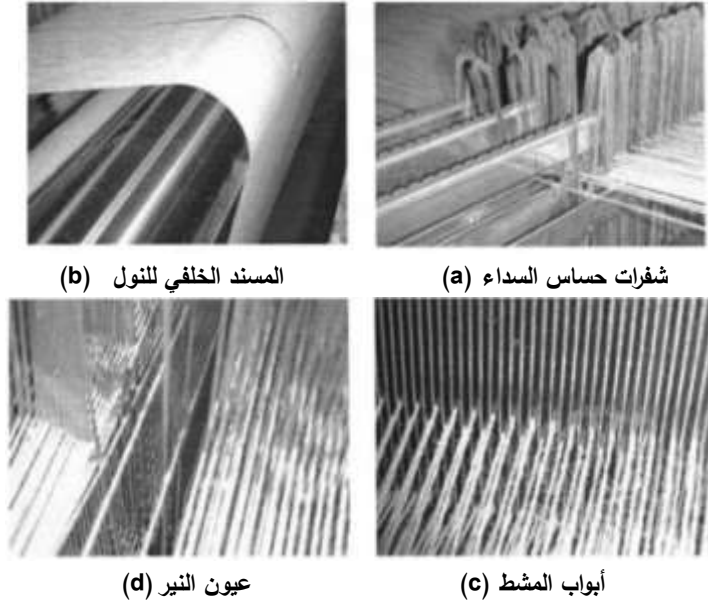 شفرات حساس السداء (a)
المسند الخلفي للنول (b)
أبواب المشط (c)
عيون النير (d)